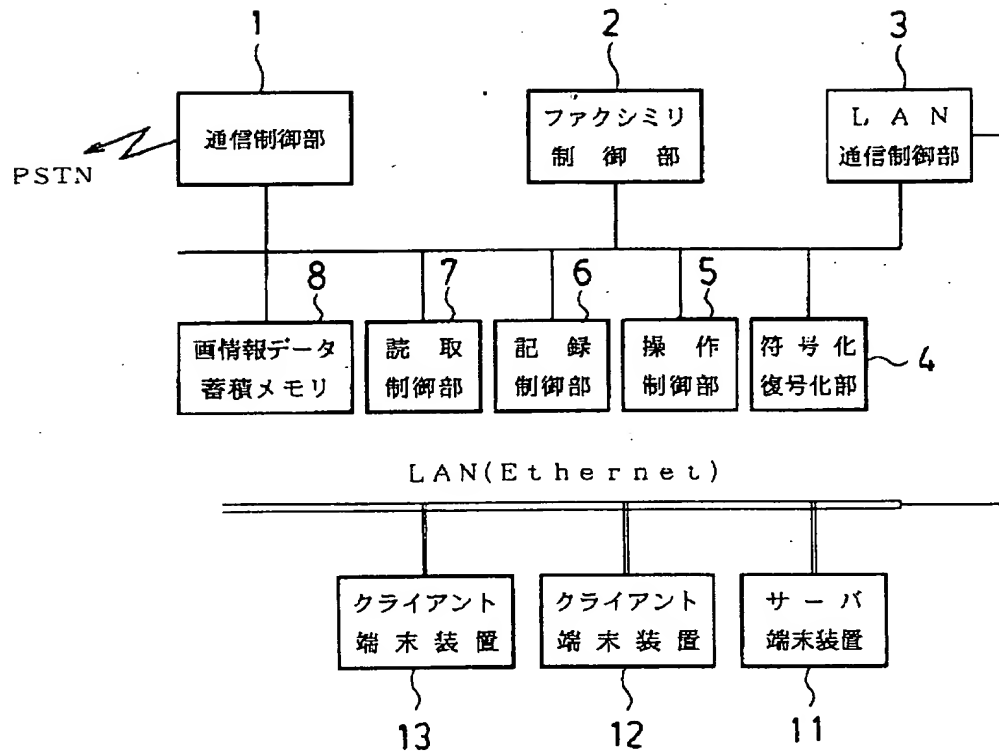 1
2
3
通信制御部
ファクシミリ
制御部
LAN
通信制御部
PSTN
8
7
6
5
画情報データ
蓄積メモリ
読取
制御部
記録
制御部
操作
制御部
符号化
復号化部
4
LAN(Ethernet)
クライアント
端末装置
クライアント
端末装置
サーバ
端末装置
13
12
11